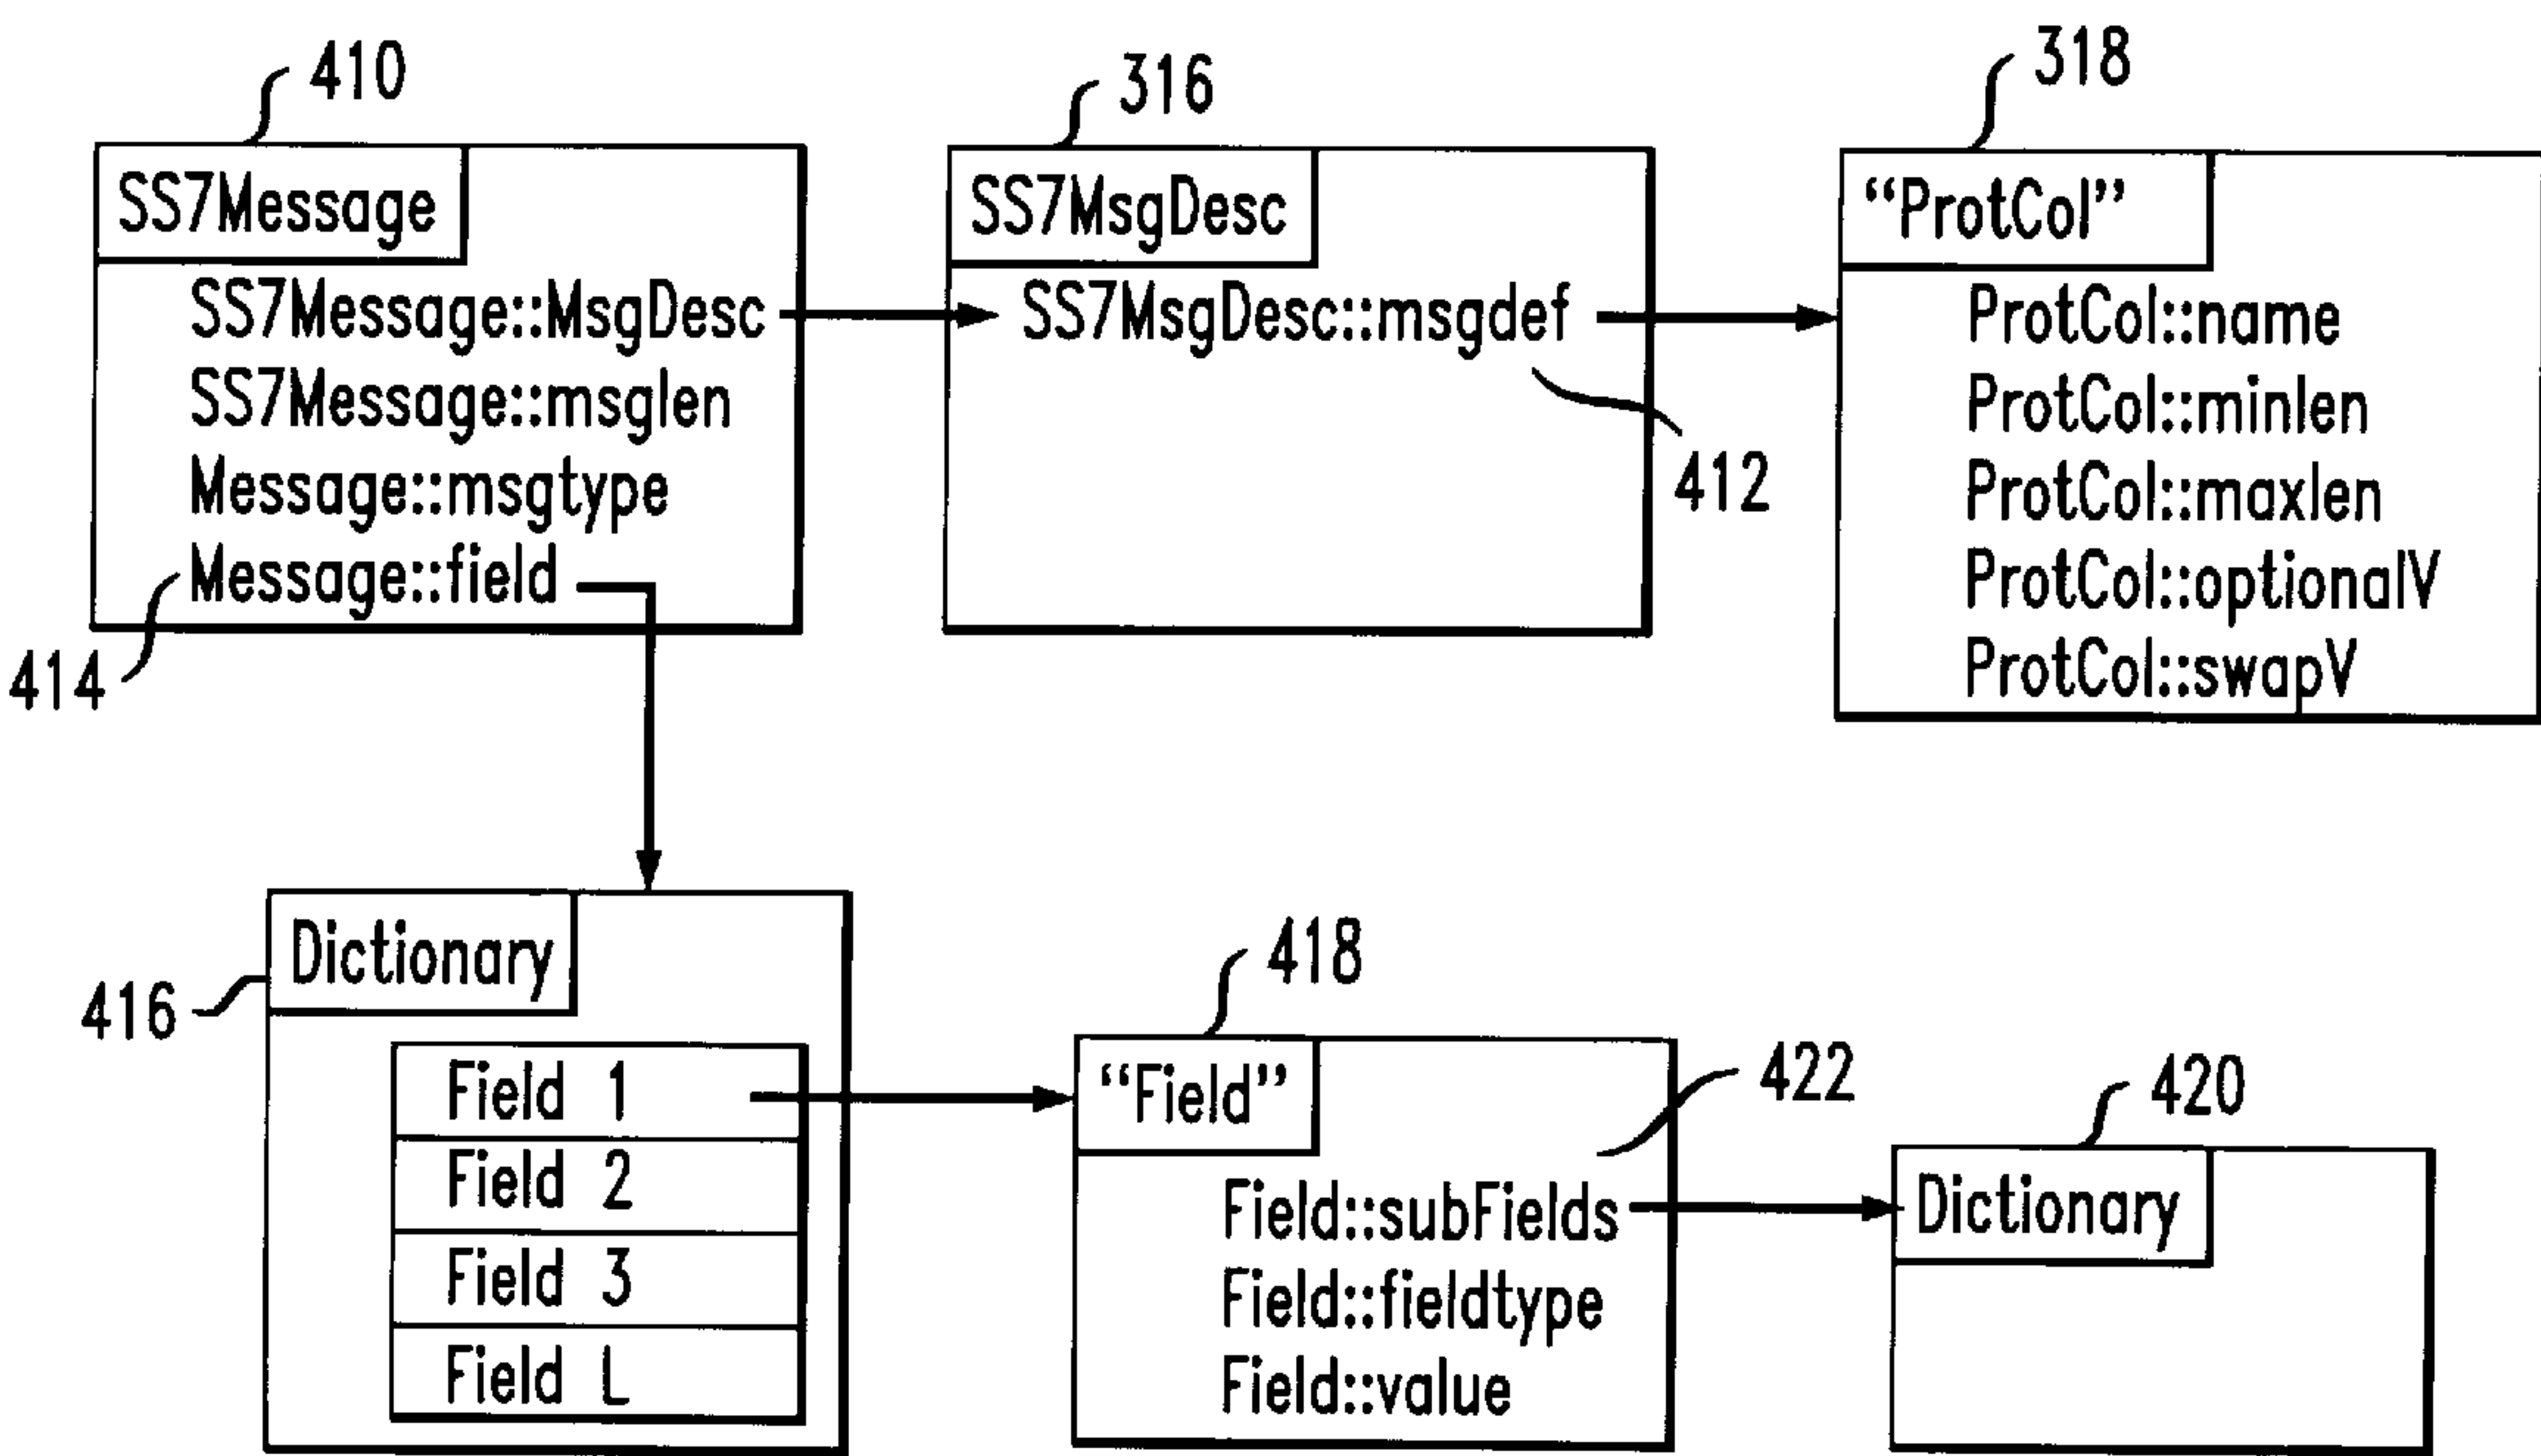 410
SS7Message
SS7Message::MsgDesc
SS7Message::msglen
Message::msgtype
Message::field
414
316
SS7MsgDesc
SS7MsgDesc::msgdef
412
318
“ProtCol”
ProtCol::name
ProtCol::minlen
ProtCol::maxlen
ProtCol::optionalV
ProtCol::swapV
416
Dictionary
Field 1
Field 2
Field 3
Field L
418
“Field”
422
Field::subFields
Field::fieldtype
Field::value
420
Dictionary